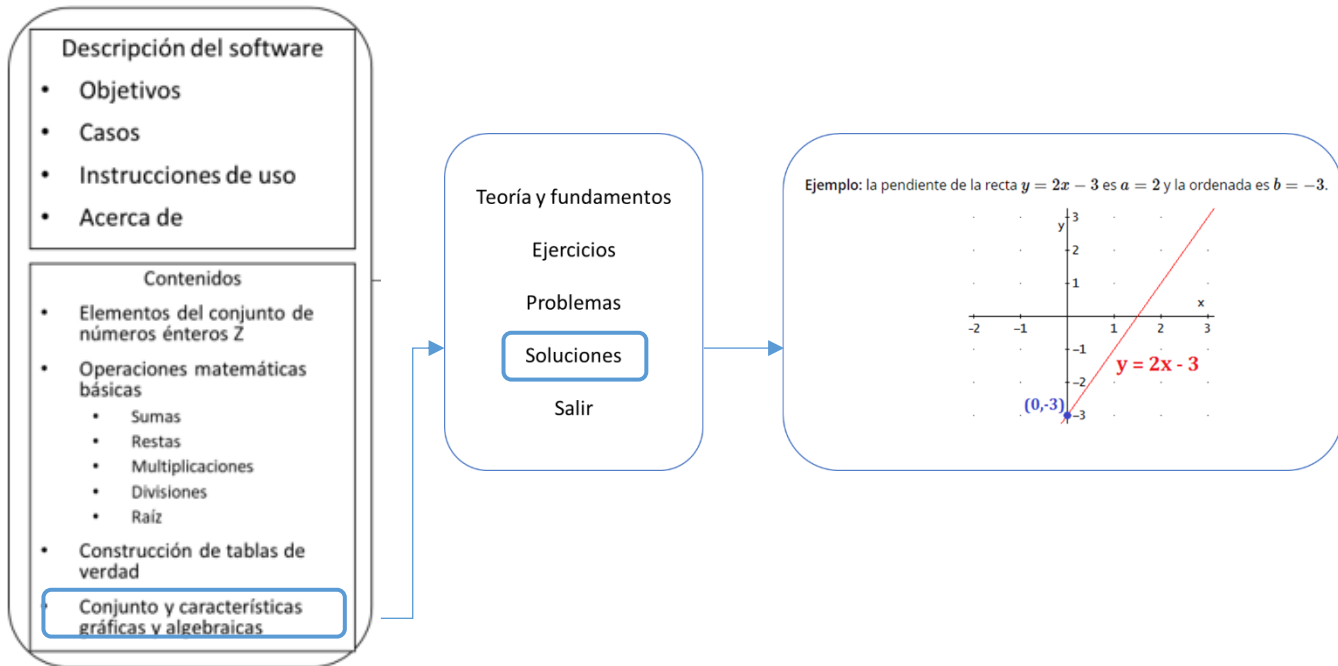 Descripción del software
• Objetivos
• Casos
• Instrucciones de uso
• Acerca de
Contenidos
• Elementos del conjunto de
números énteros Z
• Operaciones matemáticas
básicas
• Sumas
• Restas
• Multiplicaciones
• Divisiones
• Raíz
• Construcción de tablas de
verdad
• Conjunto y características
gráficas y algebraicas
Teoría y fundamentos
Ejercicios
Problemas
Soluciones
Salir
Ejemplo: la pendiente de la recta y = 2x − 3 es a = 2 y la ordenada es b = −3.
y
3
2
1
x
-2 -1 1 2 3
-1
y = 2x - 3
-2
(0,-3)
-3